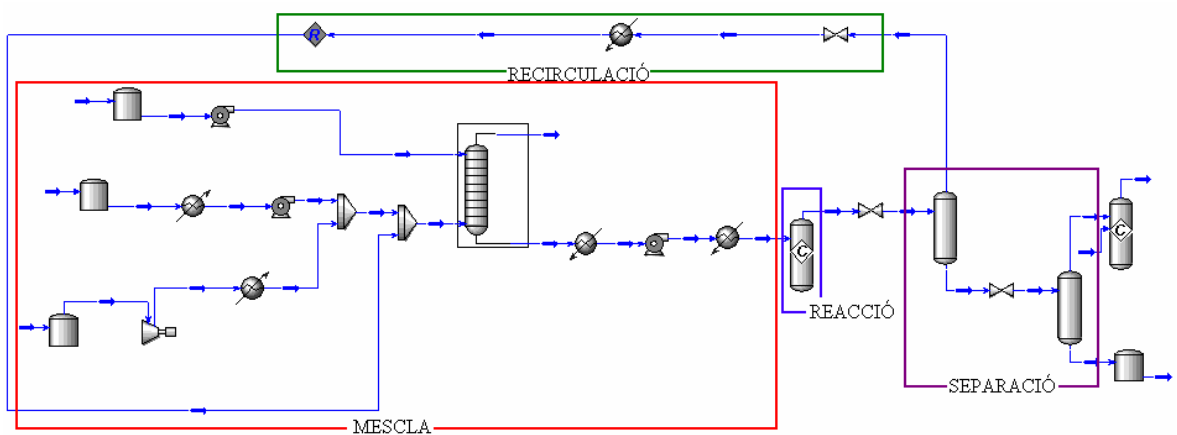 R
RECIRCULACIÓ
C
C
REACCIÓ
SEPARACIÓ
MESCLA